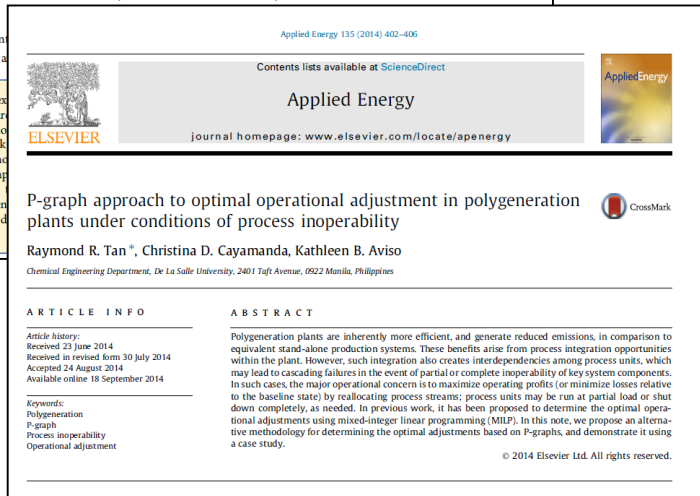 Applied Energy 135 (2014) 402–406
Contents lists available at ScienceDirect
Applied Energy
journal homepage: www.elsevier.com/locate/apenergy
ELSEVIER
AppliedEnergy
P-graph approach to optimal operational adjustment in polygeneration
plants under conditions of process inoperability
CrossMark
Raymond R. Tan *, Christina D. Cayamanda, Kathleen B. Aviso
Chemical Engineering Department, De La Salle University, 2401 Taft Avenue, 0922 Manila, Philippines
ARTICLE INFO
Article history:
Received 23 June 2014
Received in revised form 30 July 2014
Accepted 24 August 2014
Available online 18 September 2014
Keywords:
Polygeneration
P-graph
Process inoperability
Operational adjustment
ABSTRACT
Polygeneration plants are inherently more efficient, and generate reduced emissions, in comparison to
equivalent stand-alone production systems. These benefits arise from process integration opportunities
within the plant. However, such integration also creates interdependencies among process units, which
may lead to cascading failures in the event of partial or complete inoperability of key system components.
In such cases, the major operational concern is to maximize operating profits (or minimize losses relative
to the baseline state) by reallocating process streams; process units may be run at partial load or shut
down completely, as needed. In previous work, it has been proposed to determine the optimal opera-
tional adjustments using mixed-integer linear programming (MILP). In this note, we propose an alterna-
tive methodology for determining the optimal adjustments based on P-graphs, and demonstrate it using
a case study.
© 2014 Elsevier Ltd. All rights reserved.